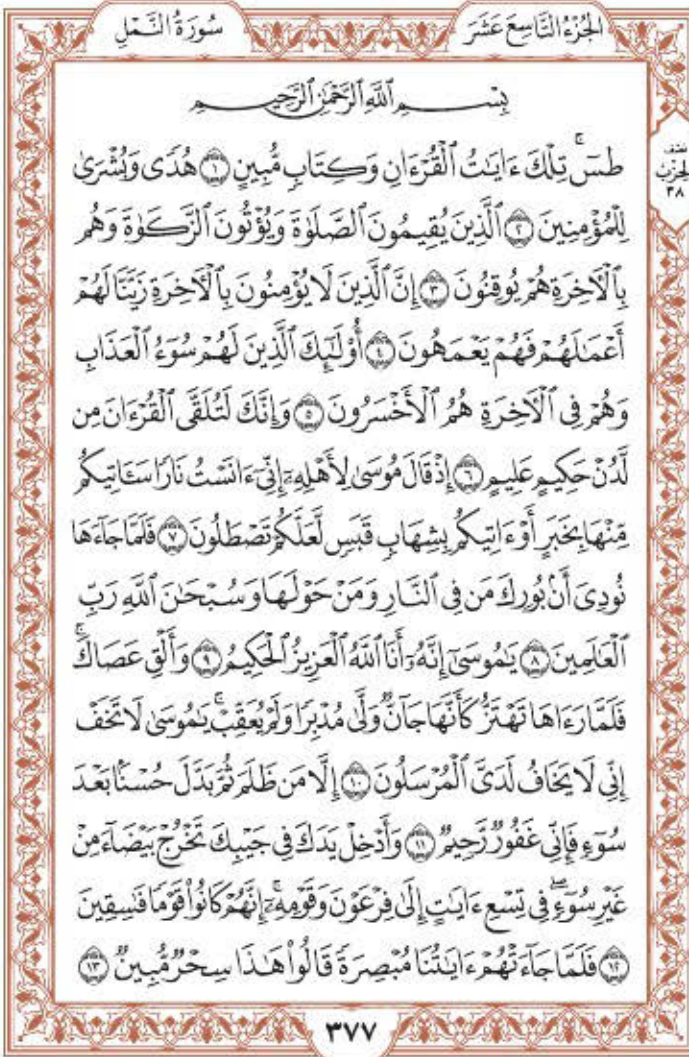 سُورَةُ النَّمْلِ
الجُزْءُ التَّاسِعَ عَشَرَ
بِسْمِ ٱللَّهِ ٱلرَّحْمَٰنِ ٱلرَّحِيمِ
نصف
الحزب
٣٨
طسٓۚ تِلْكَ ءَايَٰتُ ٱلْقُرْءَانِ وَكِتَابٖ مُّبِينٍ ١ هُدٗى وَبُشْرَىٰ
لِلْمُؤْمِنِينَ ٢ ٱلَّذِينَ يُقِيمُونَ ٱلصَّلَوٰةَ وَيُؤْتُونَ ٱلزَّكَوٰةَ وَهُم
بِٱلْأٓخِرَةِ هُمْ يُوقِنُونَ ٣ إِنَّ ٱلَّذِينَ لَا يُؤْمِنُونَ بِٱلْأٓخِرَةِ زَيَّنَّا لَهُمْ
أَعْمَٰلَهُمْ فَهُمْ يَعْمَهُونَ ٤ أُوْلَٰٓئِكَ ٱلَّذِينَ لَهُمْ سُوٓءُ ٱلْعَذَابِ
وَهُمْ فِى ٱلْأٓخِرَةِ هُمُ ٱلْأَخْسَرُونَ ٥ وَإِنَّكَ لَتُلَقَّى ٱلْقُرْءَانَ مِن
لَّدُنْ حَكِيمٍ عَلِيمٍ ٦ إِذْ قَالَ مُوسَىٰ لِأَهْلِهِۦٓ إِنِّىٓ ءَانَسْتُ نَارٗا سَـَٔاتِيكُم
مِّنْهَا بِخَبَرٍ أَوْ ءَاتِيكُم بِشِهَابٖ قَبَسٖ لَّعَلَّكُمْ تَصْطَلُونَ ٧ فَلَمَّا جَآءَهَا
نُودِىَ أَنۢ بُورِكَ مَن فِى ٱلنَّارِ وَمَنْ حَوْلَهَا وَسُبْحَٰنَ ٱللَّهِ رَبِّ
ٱلْعَٰلَمِينَ ٨ يَٰمُوسَىٰٓ إِنَّهُۥٓ أَنَا ٱللَّهُ ٱلْعَزِيزُ ٱلْحَكِيمُ ٩ وَأَلْقِ عَصَاكَۚ
فَلَمَّا رَءَاهَا تَهْتَزُّ كَأَنَّهَا جَآنّٞ وَلَّىٰ مُدْبِرٗا وَلَمْ يُعَقِّبْۚ يَٰمُوسَىٰ لَا تَخَفْ
إِنِّى لَا يَخَافُ لَدَىَّ ٱلْمُرْسَلُونَ ١٠ إِلَّا مَن ظَلَمَ ثُمَّ بَدَّلَ حُسْنَۢا بَعْدَ
سُوٓءٖ فَإِنِّى غَفُورٞ رَّحِيمٞ ١١ وَأَدْخِلْ يَدَكَ فِى جَيْبِكَ تَخْرُجْ بَيْضَآءَ مِنْ
غَيْرِ سُوٓءٖۖ فِى تِسْعِ ءَايَٰتٍ إِلَىٰ فِرْعَوْنَ وَقَوْمِهِۦٓۚ إِنَّهُمْ كَانُواْ قَوْمٗا فَٰسِقِينَ
١٢ فَلَمَّا جَآءَتْهُمْ ءَايَٰتُنَا مُبْصِرَةٗ قَالُواْ هَٰذَا سِحْرٞ مُّبِينٞ ١٣
٣٧٧